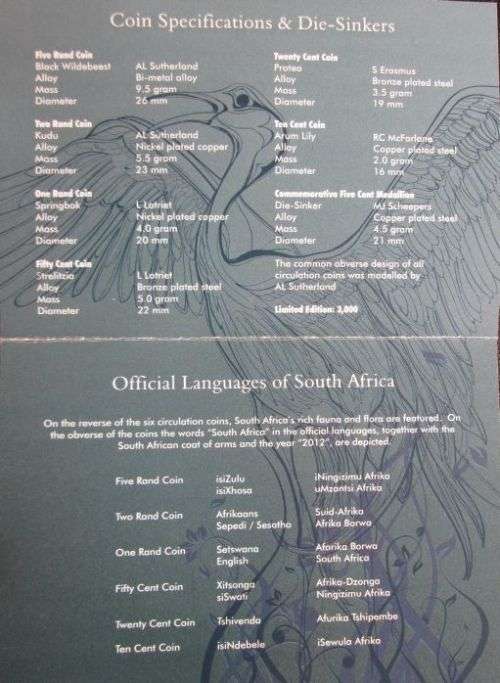 Coin Specifications & Die-Sinkers
Five Rand Coin
Black Wildebeest AL Sutherland
Alloy Bi-metal alloy
Mass 9.5 gram
Diameter 26 mm
Two Rand Coin
Kudu AL Sutherland
Alloy Nickel plated copper
Mass 5.5 gram
Diameter 23 mm
One Rand Coin
Springbok L Lotriet
Alloy Nickel plated copper
Mass 4.0 gram
Diameter 20 mm
Fifty Cent Coin
Strelitzia L Lotriet
Alloy Bronze plated steel
Mass 5.0 gram
Diameter 22 mm
Twenty Cent Coin
Protea S Erasmus
Alloy Bronze plated steel
Mass 3.5 gram
Diameter 19 mm
Ten Cent Coin
Arum Lily RC McFarlane
Alloy Copper plated steel
Mass 2.0 gram
Diameter 16 mm
Commemorative Five Cent Medallion
Die-Sinker MJ Scheepers
Alloy Copper plated steel
Mass 4.5 gram
Diameter 21 mm
The common obverse design of all
circulation coins was modelled by
AL Sutherland
Limited Edition: 3,000
Official Languages of South Africa
On the reverse of the six circulation coins, South Africa's rich fauna and flora are featured. On
the obverse of the coins the words "South Africa" in the official languages, together with the
South African coat of arms and the year "2012", are depicted.
Five Rand Coin isiZulu iNingizimu Afrika
isiXhosa uMzantsi Afrika
Two Rand Coin Afrikaans Suid-Afrika
Sepedi / Sesotho Afrika Borwa
One Rand Coin Setswana Aforika Borwa
English South Africa
Fifty Cent Coin Xitsonga Afrika-Dzonga
siSwati Ningizimu Afrika
Twenty Cent Coin Tshivenda Afurika Tshipembe
Ten Cent Coin isiNdebele iSewula Afrika